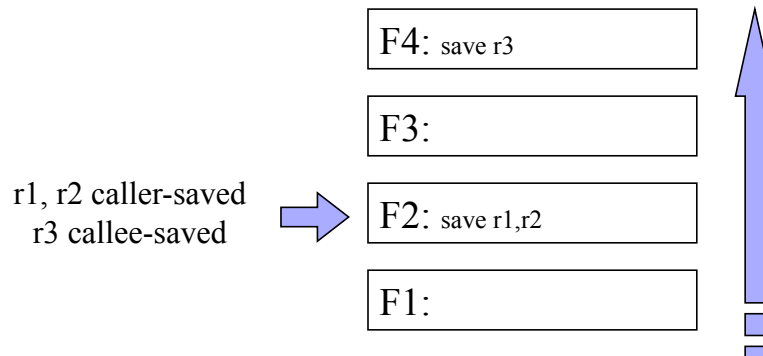 F4: save r3
F3:
r1, r2 caller-saved
r3 callee-saved
F2: save r1,r2
F1: